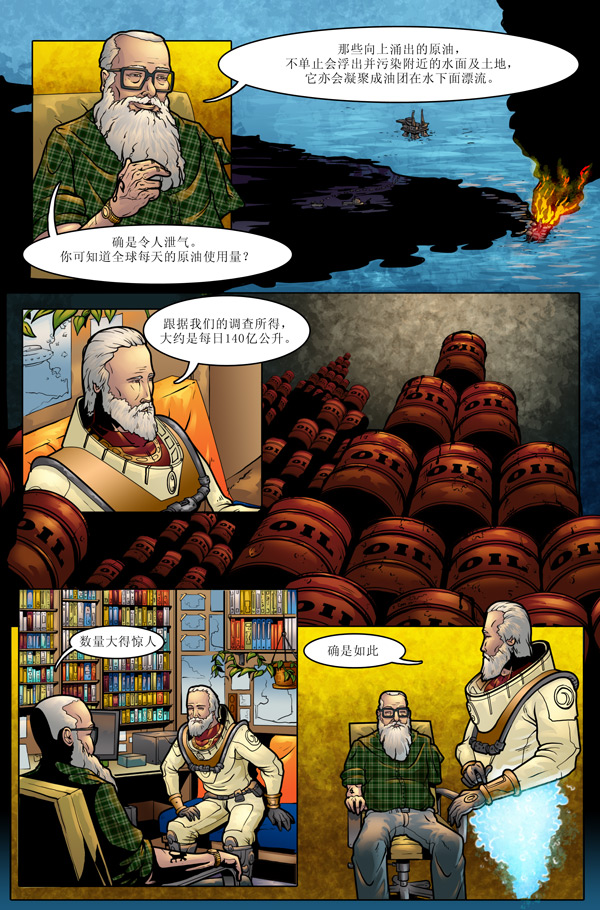 那些向上涌出的原油,
不单止会浮出并污染附近的水面及土地,
它亦会凝聚成油团在水下面漂流。
确是令人泄气。
你可知道全球每天的原油使用量?
跟据我们的调查所得,
大约是每日140亿公升。
OIL
OIL
OIL
OIL
OIL
OIL
OIL
OIL
OIL
OIL
数量大得惊人
确是如此